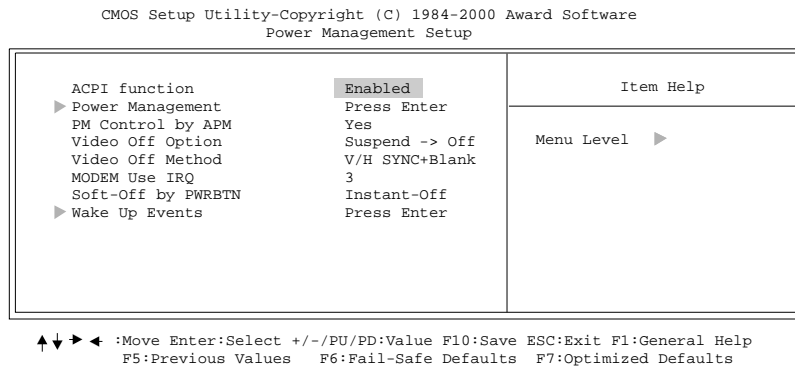 CMOS Setup Utility-Copyright (C) 1984-2000 Award Software
Power Management Setup
ACPI function Enabled
Power Management Press Enter
PM Control by APM Yes
Video Off Option Suspend -> Off
Video Off Method V/H SYNC+Blank
MODEM Use IRQ 3
Soft-Off by PWRBTN Instant-Off
Wake Up Events Press Enter
Item Help
Menu Level
:Move Enter:Select +/-/PU/PD:Value F10:Save ESC:Exit F1:General Help
F5:Previous Values F6:Fail-Safe Defaults F7:Optimized Defaults